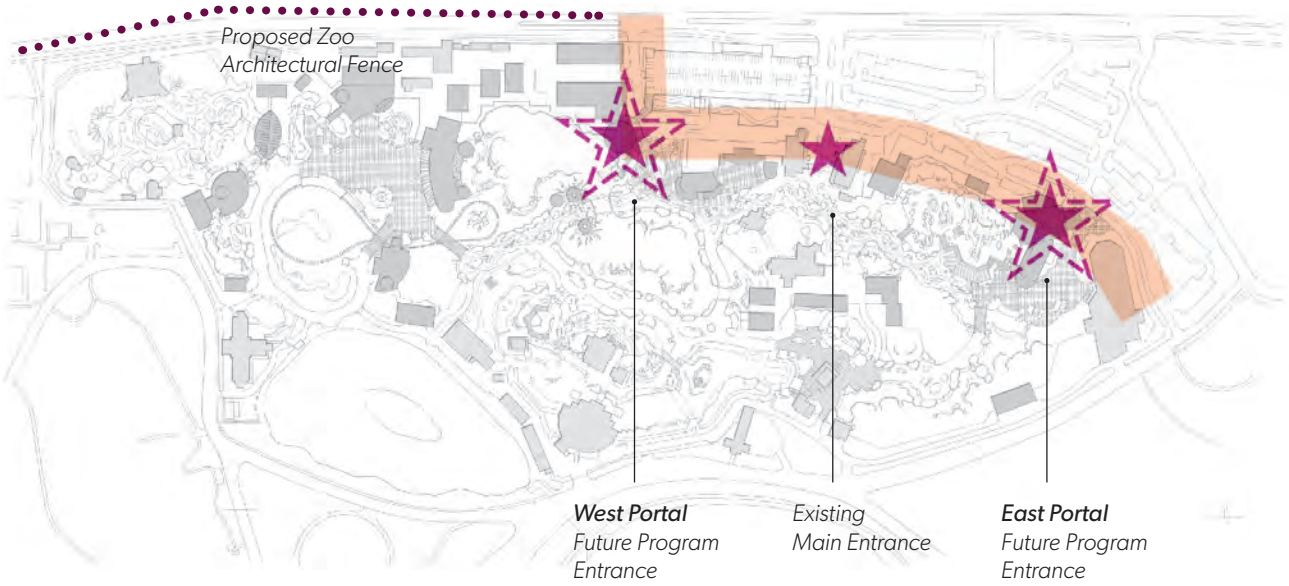 Proposed Zoo
Architectural Fence
West Portal
Future Program
Entrance
Existing
Main Entrance
East Portal
Future Program
Entrance